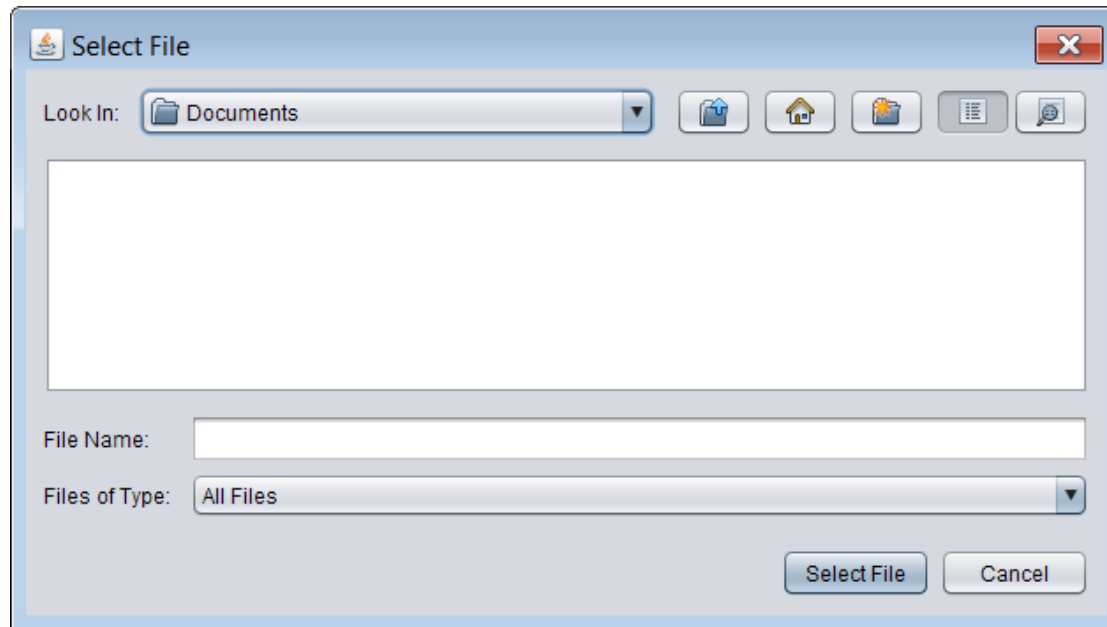 Select File
Look In: Documents
File Name:
Files of Type: All Files
Select File Cancel